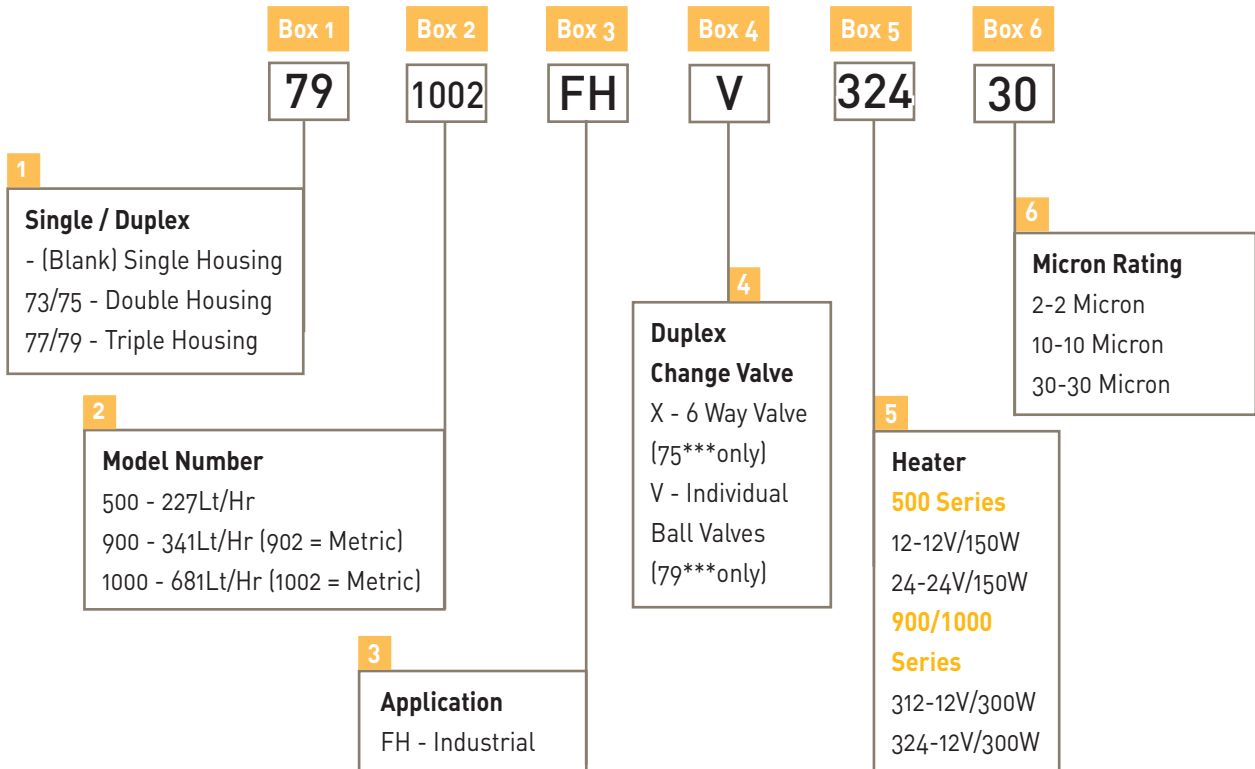 Box 1 Box 2 Box 3 Box 4 Box 5 Box 6
79 1002 FH V 324 30
1
Single / Duplex
- (Blank) Single Housing
73/75 - Double Housing
77/79 - Triple Housing
2
Model Number
500 - 227Lt/Hr
900 - 341Lt/Hr (902 = Metric)
1000 - 681Lt/Hr (1002 = Metric)
3
Application
FH - Industrial
4
Duplex
Change Valve
X - 6 Way Valve
(75***only)
V - Individual
Ball Valves
(79***only)
5
Heater
500 Series
12-12V/150W
24-24V/150W
900/1000
Series
312-12V/300W
324-12V/300W
6
Micron Rating
2-2 Micron
10-10 Micron
30-30 Micron